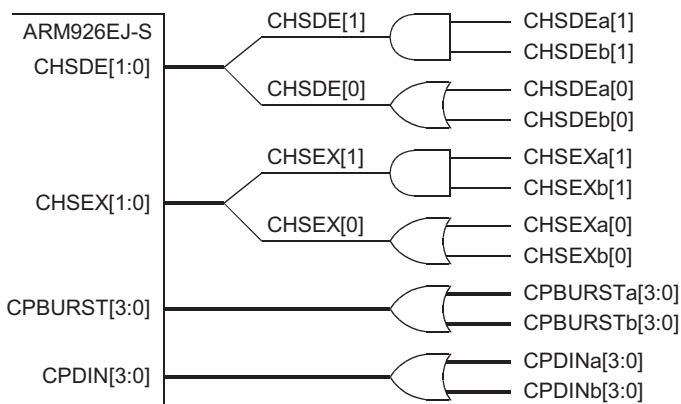 ARM926EJ-S
CHSDE[1:0]
CHSDE[1]
CHSDEa[1]
CHSDEb[1]
CHSDE[0]
CHSDEa[0]
CHSDEb[0]
CHSEX[1:0]
CHSEX[1]
CHSEXa[1]
CHSEXb[1]
CHSEX[0]
CHSEXa[0]
CHSEXb[0]
CPBURST[3:0]
CPBURSTa[3:0]
CPBURSTb[3:0]
CPDIN[3:0]
CPDINa[3:0]
CPDINb[3:0]